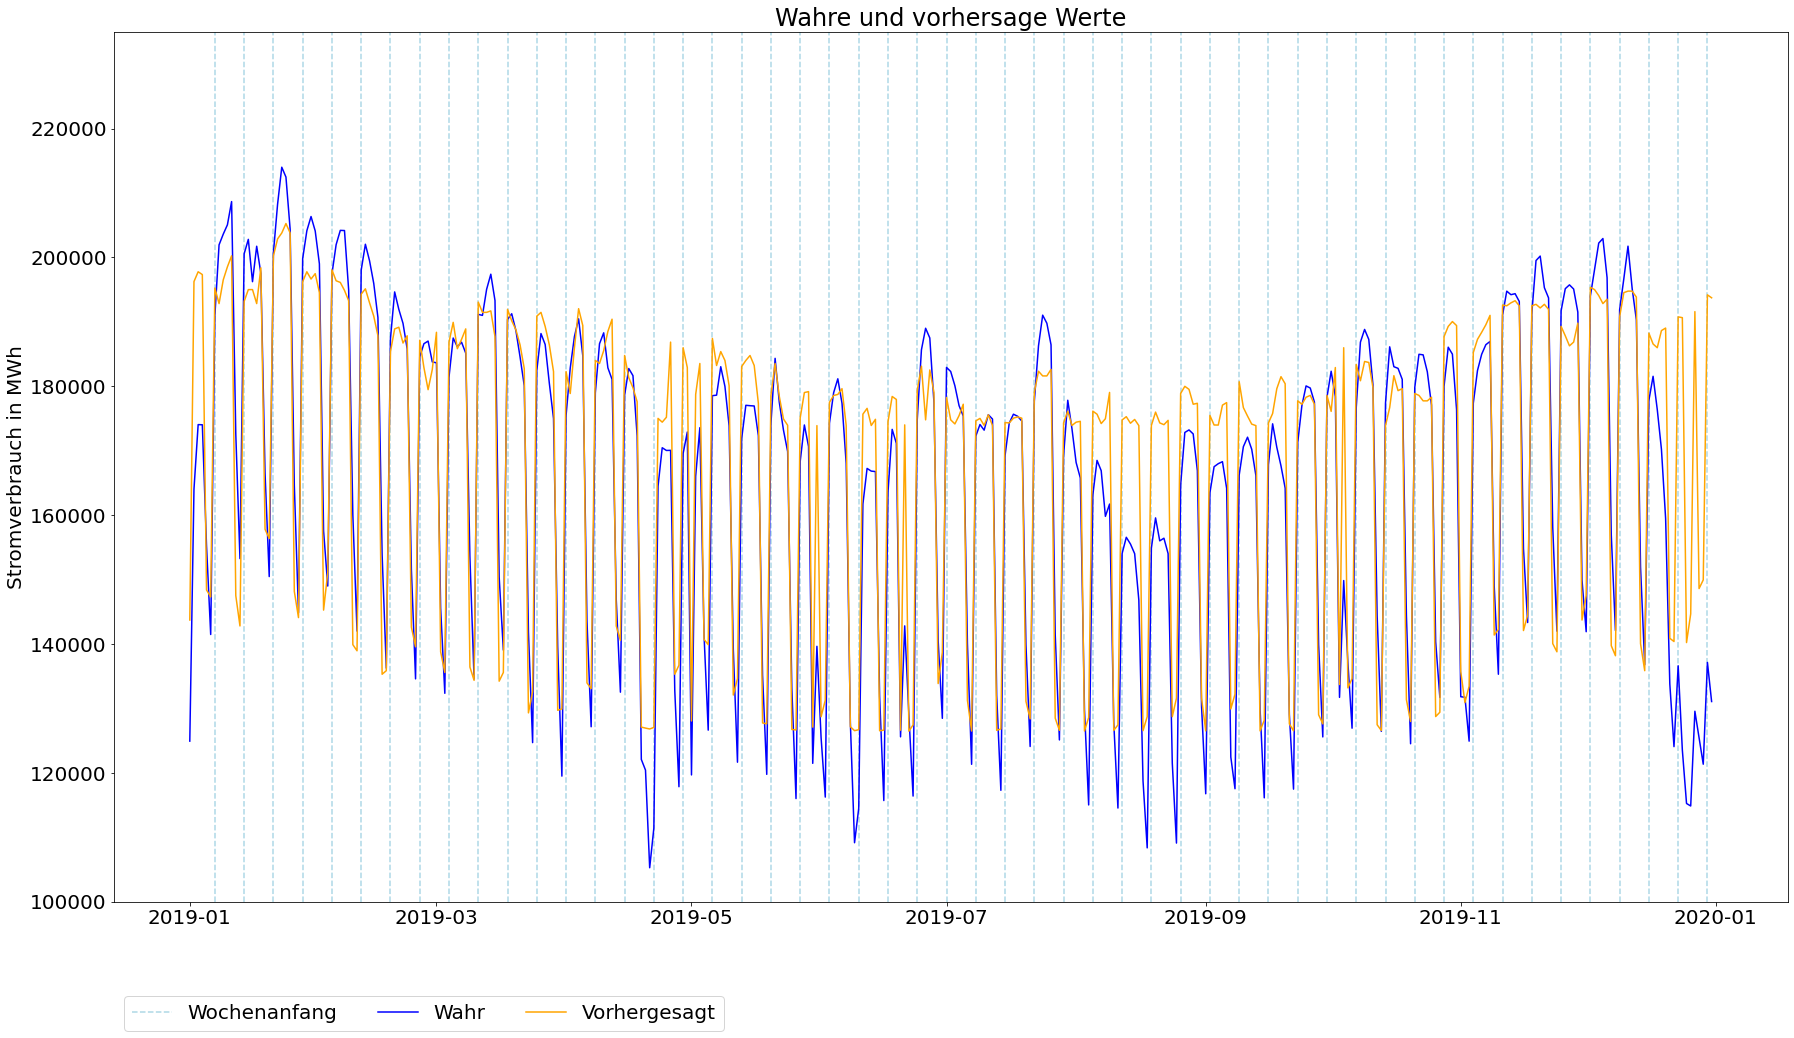 Wahre und vorhersage Werte
Stromverbrauch in MWh
220000
200000
180000
160000
140000
120000
100000
2019-01 2019-03 2019-05 2019-07 2019-09 2019-11 2020-01
Wochenanfang Wahr Vorhergesagt